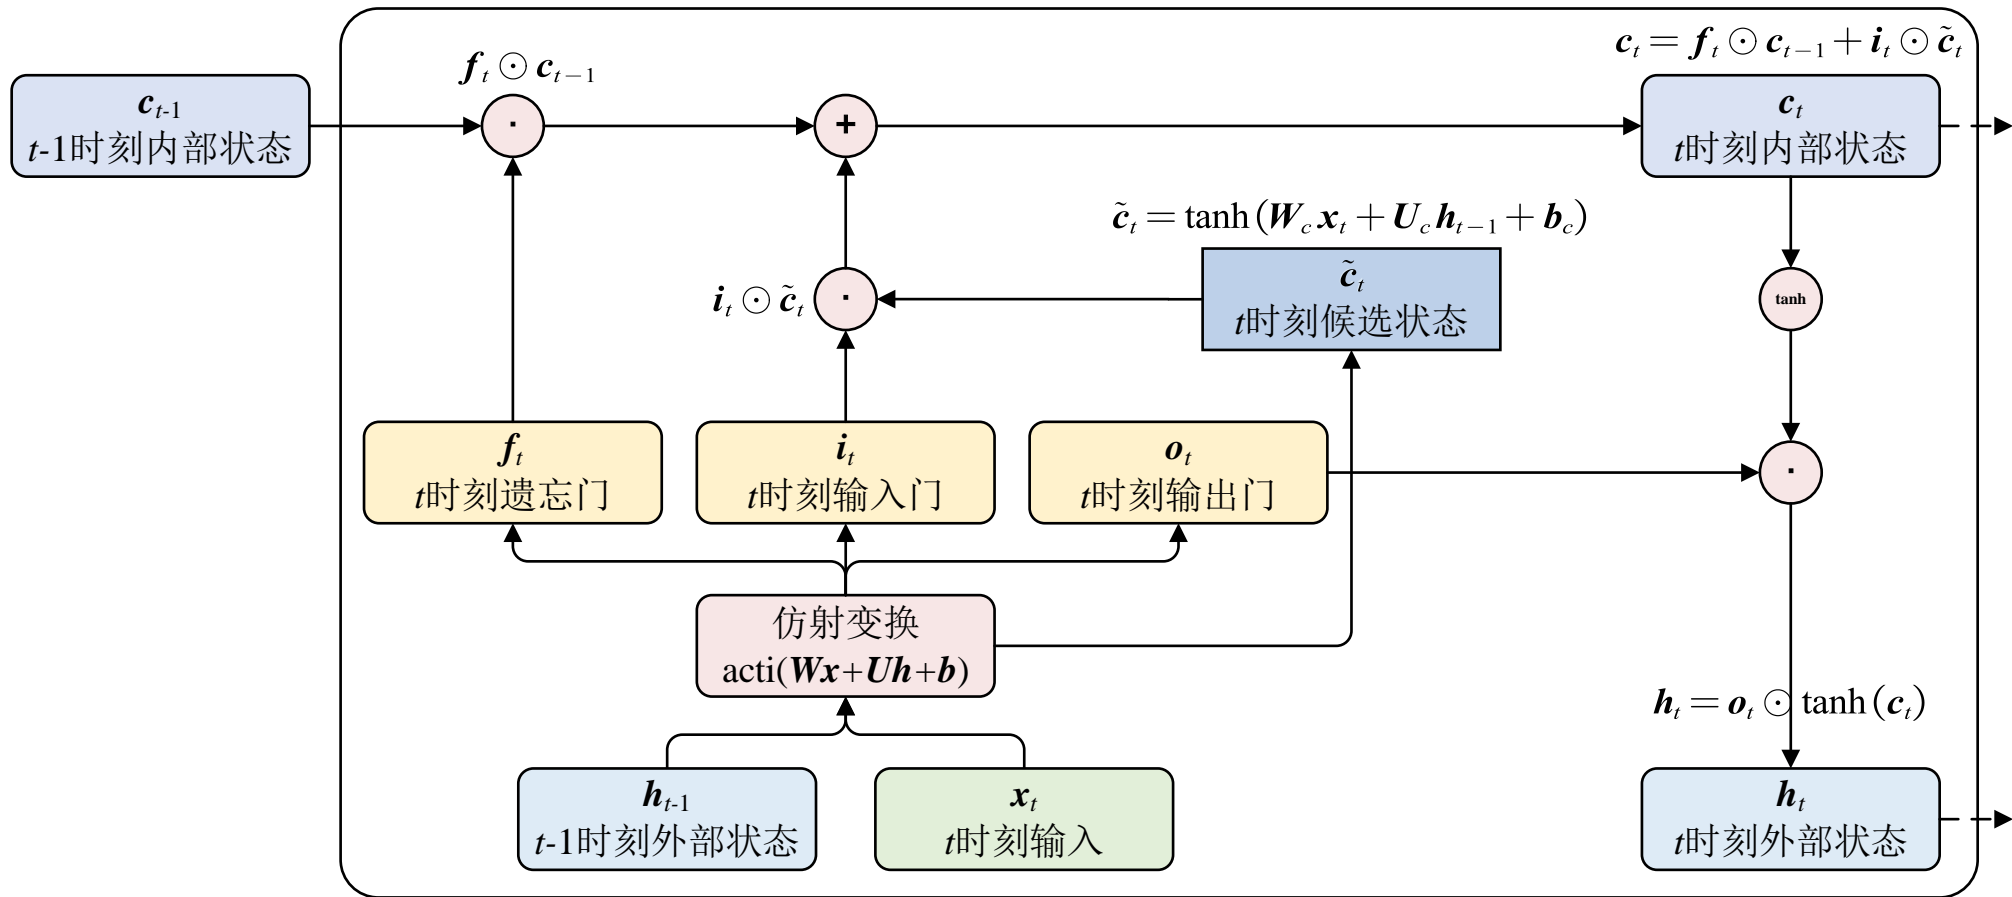 c_t = f_t ⊙ c_{t-1} + i_t ⊙ c̃_t
f_t ⊙ c_{t-1}
c_{t-1}
t-1时刻内部状态
·
+
c_t
t时刻内部状态
c̃_t = tanh(W_c x_t + U_c h_{t-1} + b_c)
i_t ⊙ c̃_t
·
c̃_t
t时刻候选状态
tanh
f_t
t时刻遗忘门
i_t
t时刻输入门
o_t
t时刻输出门
·
仿射变换
acti(Wx+Uh+b)
h_t = o_t ⊙ tanh(c_t)
h_{t-1}
t-1时刻外部状态
x_t
t时刻输入
h_t
t时刻外部状态